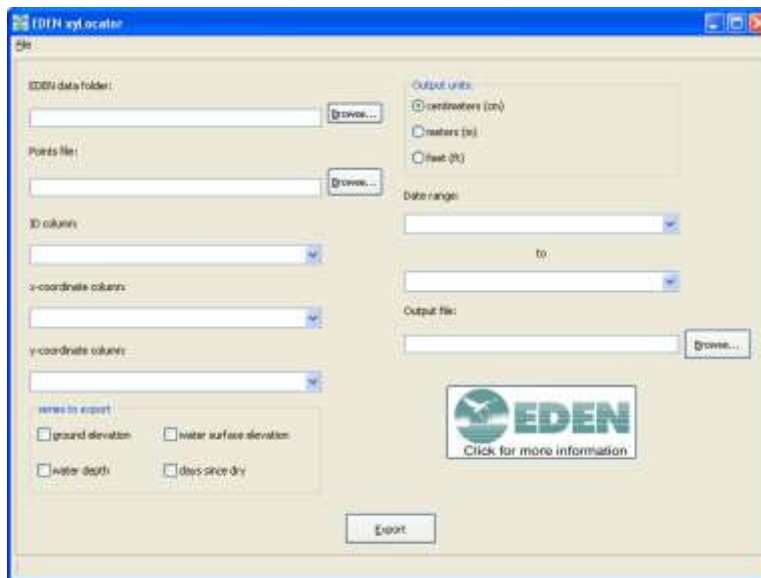 EDEN xyLocator
File
EDEN data folder:
Browse...
Points file:
Browse...
ID column:
x-coordinate column:
y-coordinate column:
series to export
ground elevation
water surface elevation
water depth
days since dry
Output units
centimeters (cm)
meters (m)
feet (ft)
Date range:
to
Output file:
Browse...
EDEN
Click for more information
Export